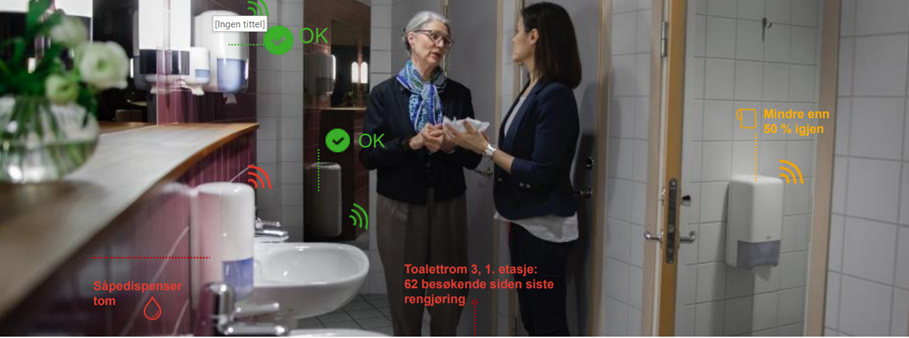 [Ingen tittel]
OK
OK
Mindre enn
50 % igjen
Toalettrom 3, 1. etasje:
62 besøkende siden siste
rengjøring
Såpedispenser
tom